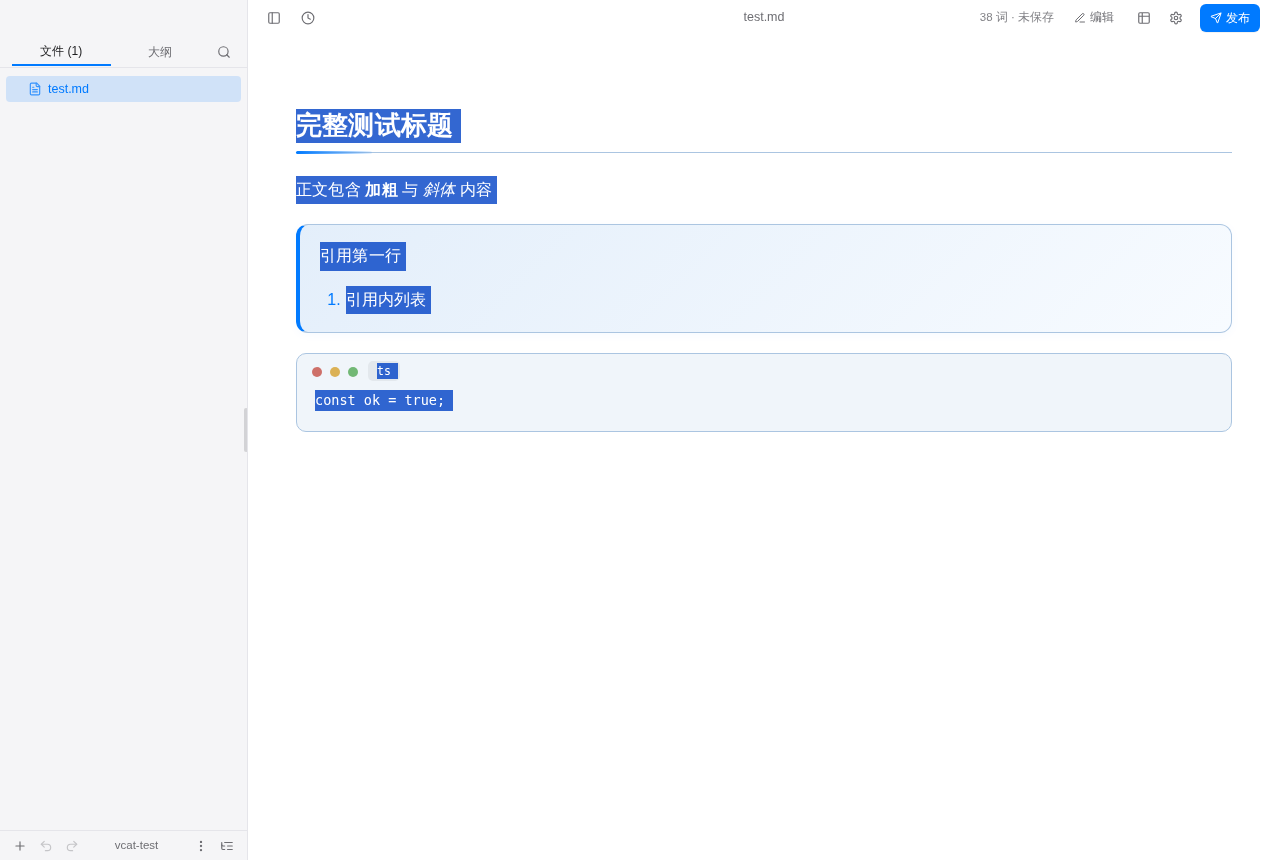 test.md
38 词 · 未保存
编辑
发布
文件 (1)
大纲
test.md
完整测试标题
正文包含 加粗 与 斜体 内容
引用第一行
1. 引用内列表
ts
const ok = true;
vcat-test